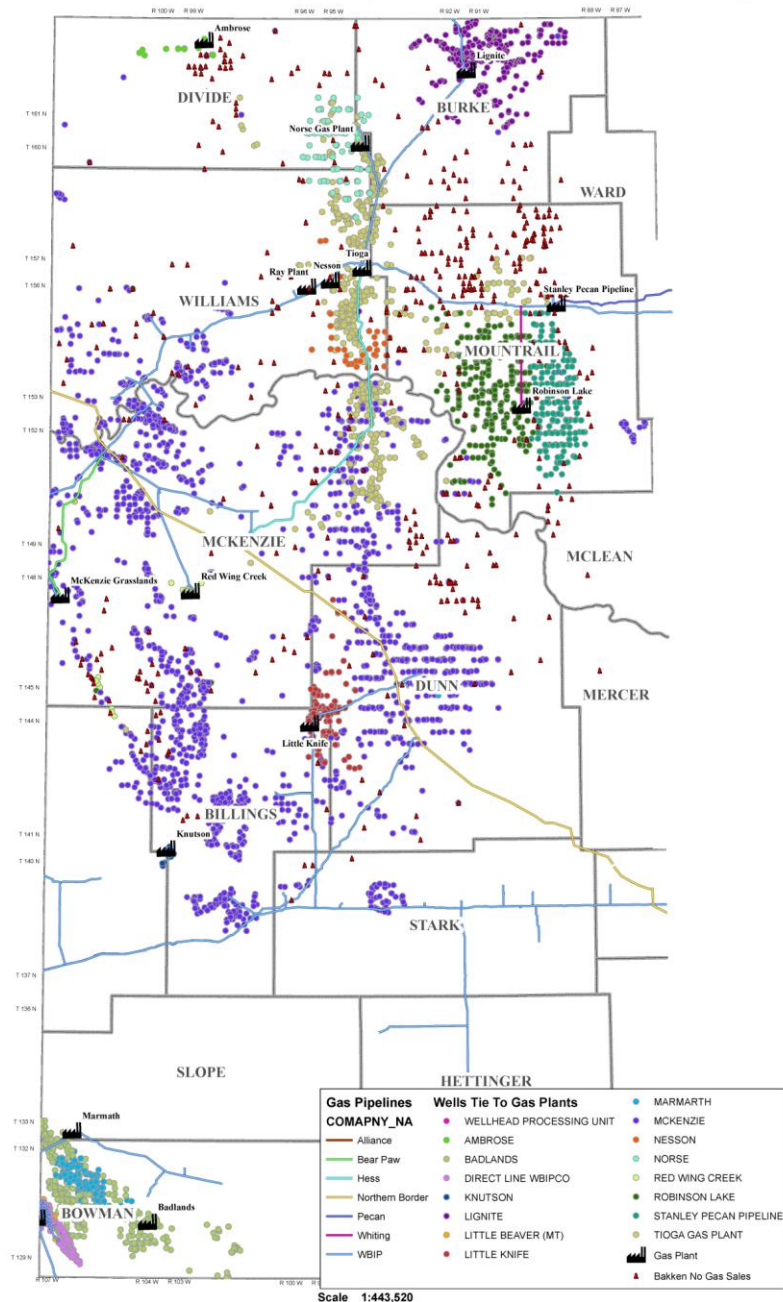 R 100 W R 99 W R 96 W R 95 W R 92 W R 91 W R 88 W R 87 W
Ambrose
Lignite
DIVIDE
BURKE
T 161 N
Norse Gas Plant
T 160 N
WARD
T 157 N
Tioga
Nesson
Ray Plant
T 156 N
Stanley Pecan Pipeline
WILLIAMS
MOUNTRAIL
T 153 N
Robinson Lake
T 152 N
T 149 N
MCKENZIE
MCLEAN
T 148 N
McKenzie Grasslands
Red Wing Creek
T 145 N
DUNN
MERCER
T 144 N
Little Knife
BILLINGS
T 141 N
Knutson
T 140 N
STARK
T 137 N
T 136 N
SLOPE
HETTINGER
T 133 N
Marmath
T 132 N
BOWMAN
Badlands
T 129 N
R 107 W R 104 W R 103 W R 100 W
Gas Pipelines
COMAPNY_NA
Alliance
Bear Paw
Hess
Northern Border
Pecan
Whiting
WBIP
Wells Tie To Gas Plants
WELLHEAD PROCESSING UNIT
AMBROSE
BADLANDS
DIRECT LINE WBIPCO
KNUTSON
LIGNITE
LITTLE BEAVER (MT)
LITTLE KNIFE
MARMARTH
MCKENZIE
NESSON
NORSE
RED WING CREEK
ROBINSON LAKE
STANLEY PECAN PIPELINE
TIOGA GAS PLANT
Gas Plant
Bakken No Gas Sales
Scale 1:443,520